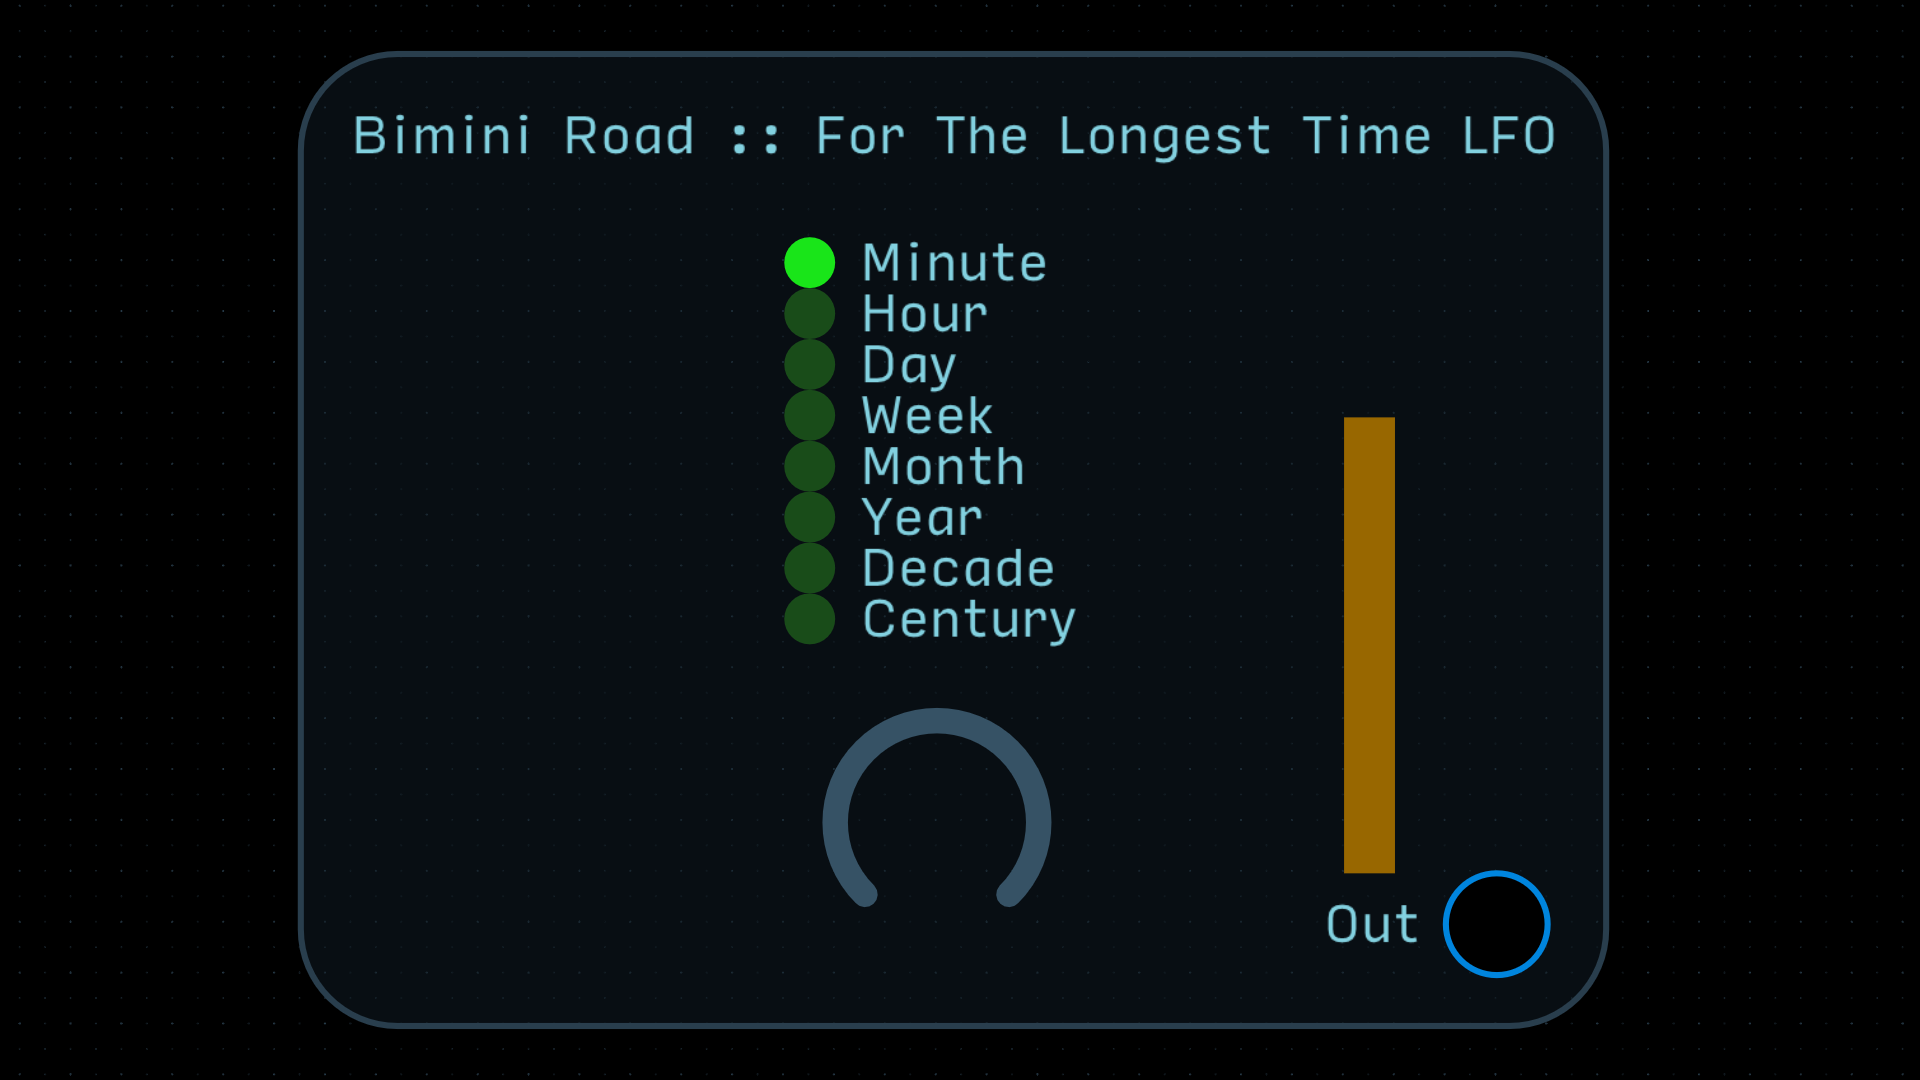 Bimini Road :: For The Longest Time LFO
Minute
Hour
Day
Week
Month
Year
Decade
Century
Out